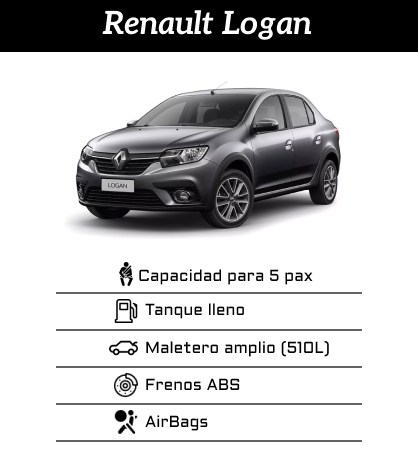 Renault Logan
LOGAN
Capacidad para 5 pax
Tanque lleno
Maletero amplio (510L)
Frenos ABS
AirBags